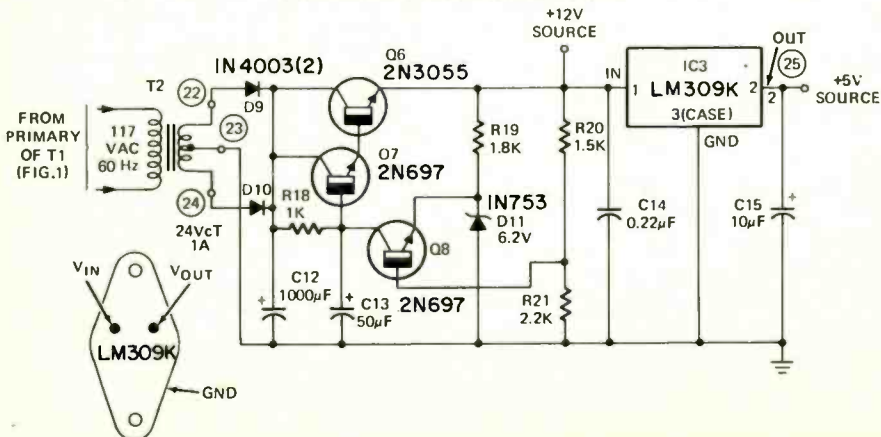 +12V
SOURCE
OUT
25
+5V
SOURCE
IN 4003(2)
Q6
2N3055
IN
IC3
1
LM309K
2
2
3(CASE)
GND
T2
22
D9
FROM
PRIMARY
OF T1
(FIG.1)
117
VAC
60 Hz
23
Q7
2N697
R19
1.8K
R20
1.5K
24
24VCT
1A
D10
R18
1K
Q8
2N697
IN753
D11
6.2V
C14
0.22µF
C15
10µF
+
C12
1000µF
+
C13
50µF
+
R21
2.2K
VIN
VOUT
LM309K
GND